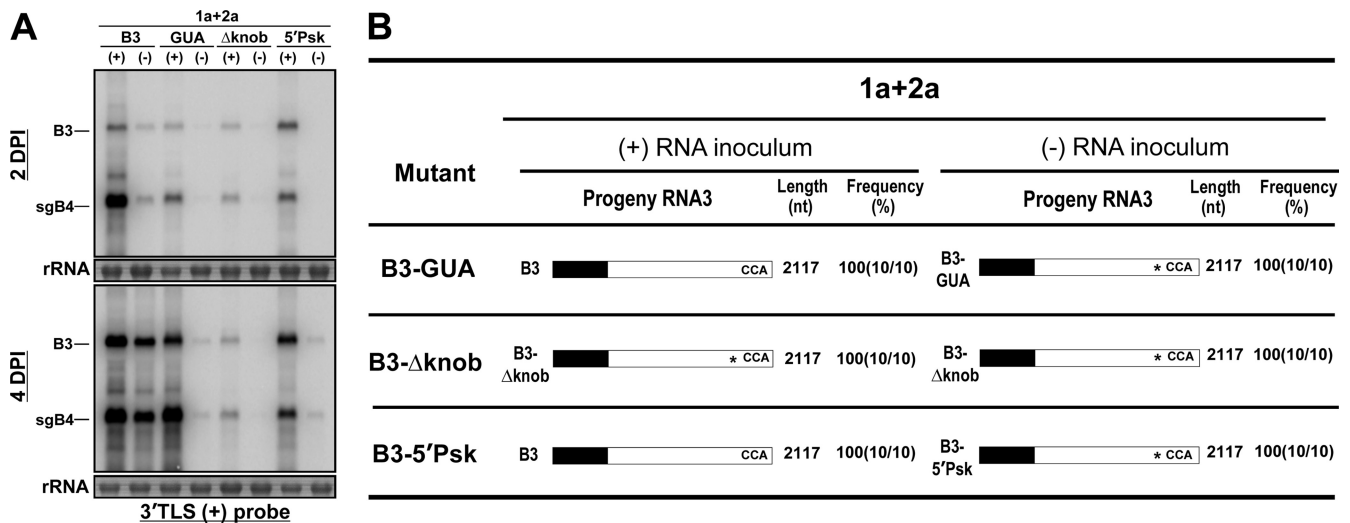 A
1a+2a
B3 GUA Δknob 5′Psk
(+) (-) (+) (-) (+) (-) (+) (-)
2 DPI
B3
sgB4
rRNA
4 DPI
B3
sgB4
rRNA
3′TLS (+) probe
B
1a+2a
Mutant
(+) RNA inoculum (-) RNA inoculum
Progeny RNA3 Length (nt) Frequency (%) Progeny RNA3 Length (nt) Frequency (%)
B3-GUA B3 CCA 2117 100(10/10) B3-GUA * CCA 2117 100(10/10)
B3-Δknob B3-Δknob * CCA 2117 100(10/10) B3-Δknob * CCA 2117 100(10/10)
B3-5′Psk B3 CCA 2117 100(10/10) B3-5′Psk * CCA 2117 100(10/10)